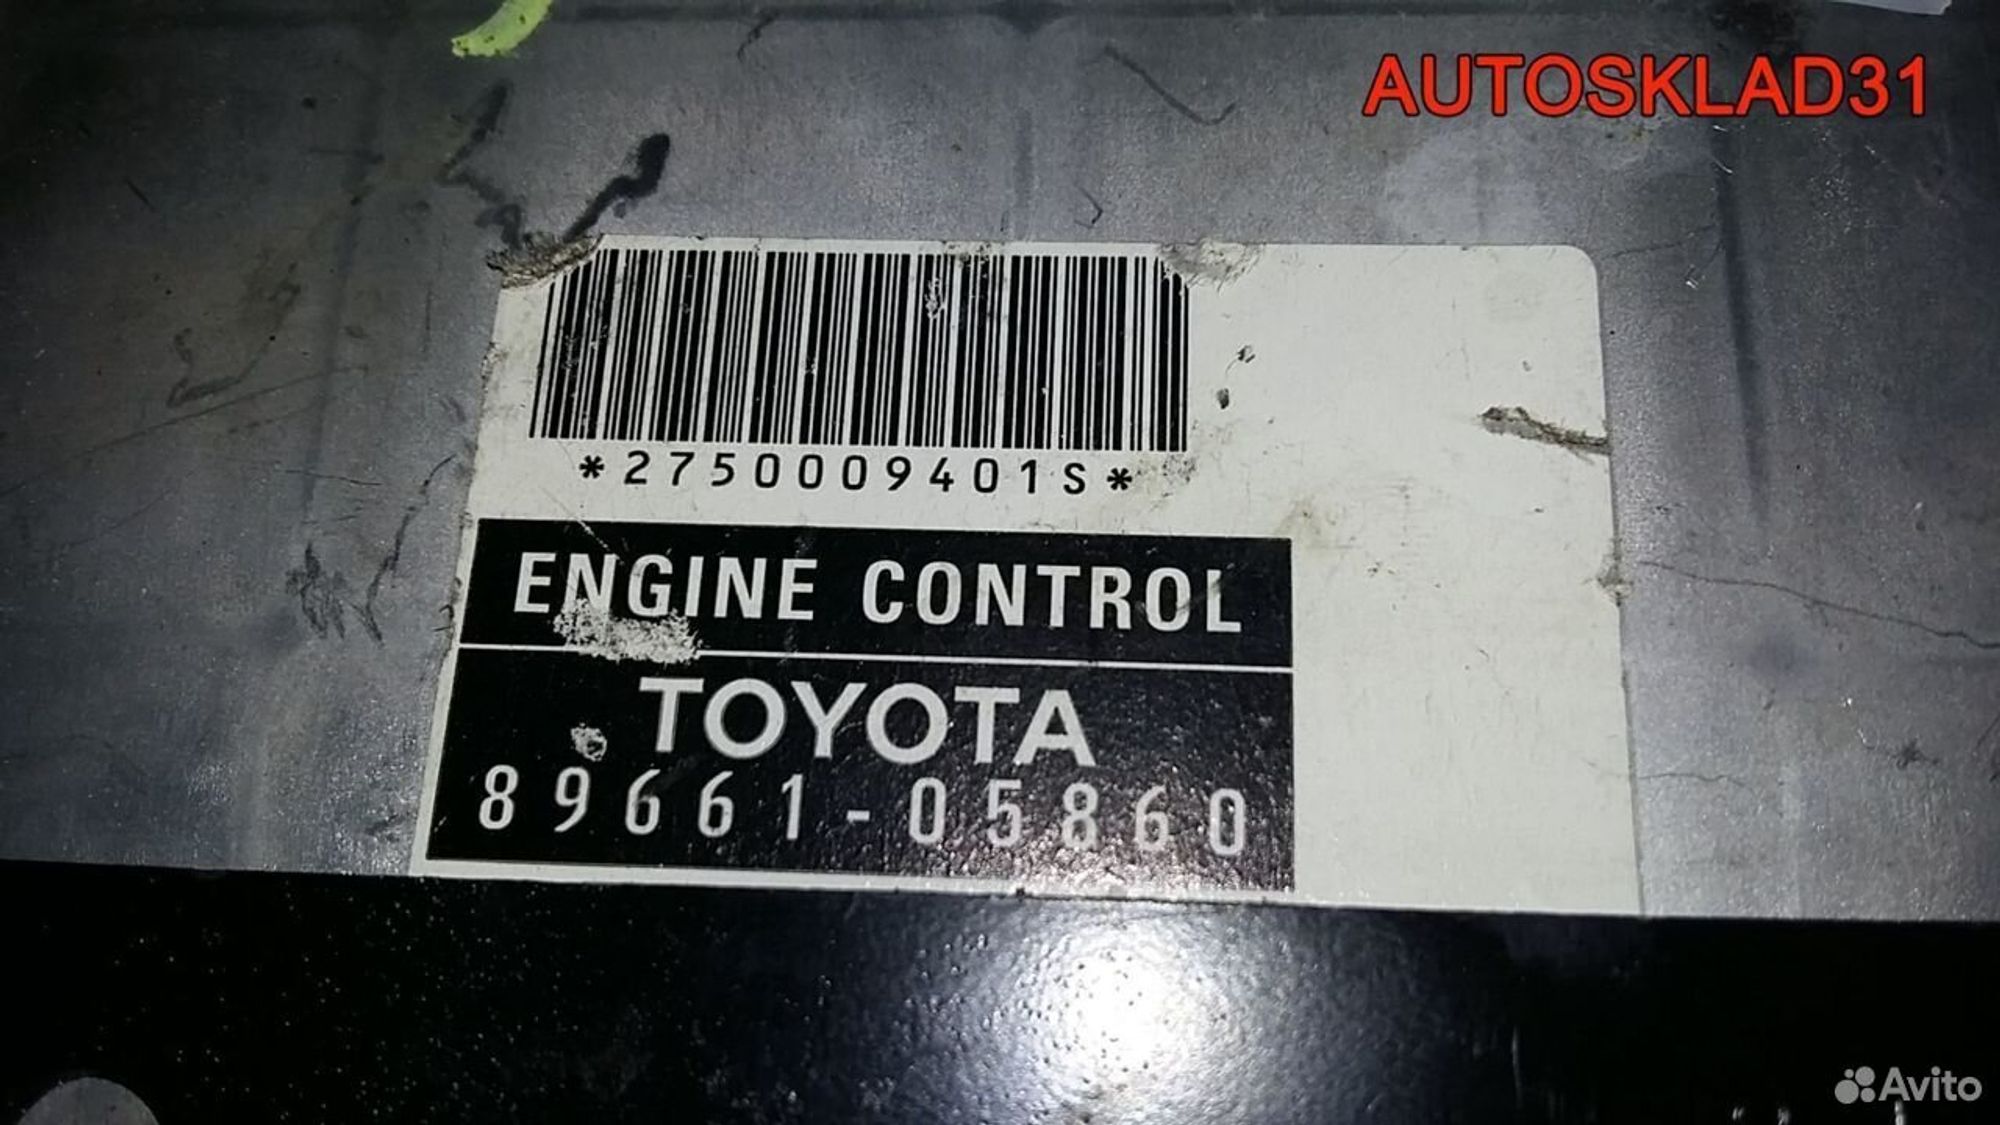 AUTOSKLAD31
*2750009401S*
ENGINE CONTROL
TOYOTA
89661-05860
Avito